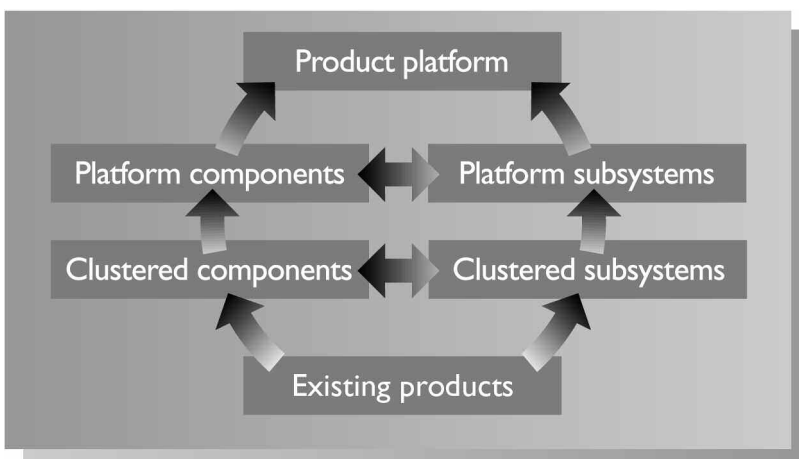 Product platform
Platform components
Platform subsystems
Clustered components
Clustered subsystems
Existing products